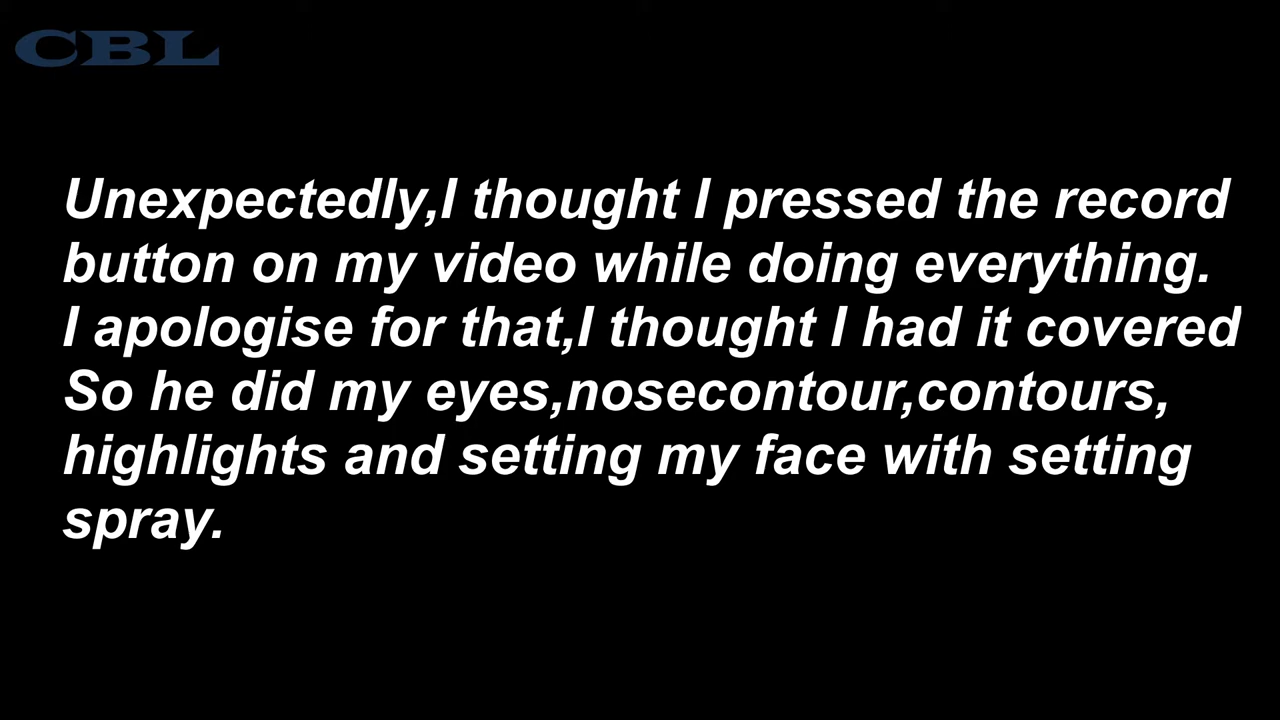 CBL
Unexpectedly,I thought I pressed the record
button on my video while doing everything.
I apologise for that,I thought I had it covered
So he did my eyes,nosecontour,contours,
highlights and setting my face with setting
spray.